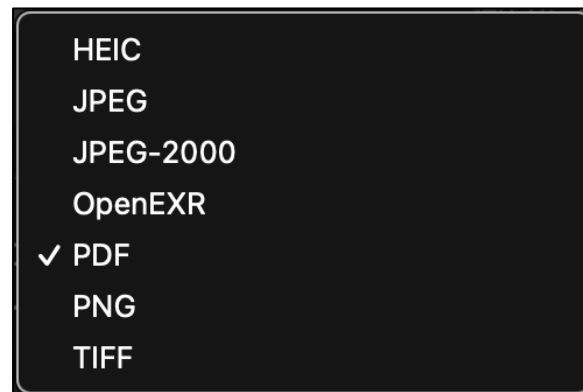 HEIC
JPEG
JPEG-2000
OpenEXR
✓ PDF
PNG
TIFF